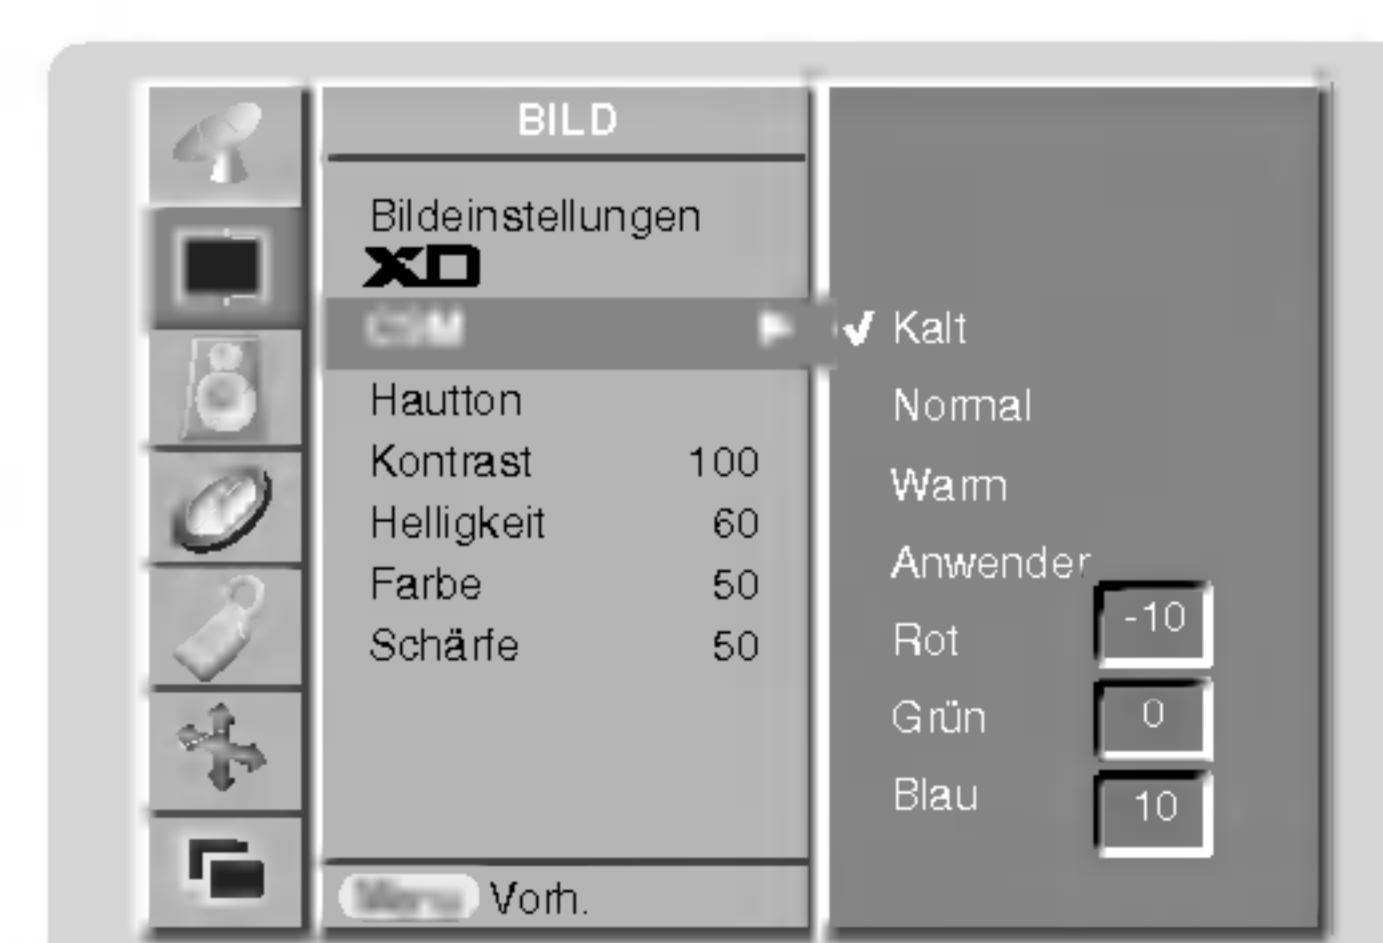 BILD
Bildeinstellungen
XD
Hautton
Kontrast 100
Helligkeit 60
Farbe 50
Schärfe 50
Vorh.
✓ Kalt
Normal
Warm
Anwender
Rot -10
Grün 0
Blau 10